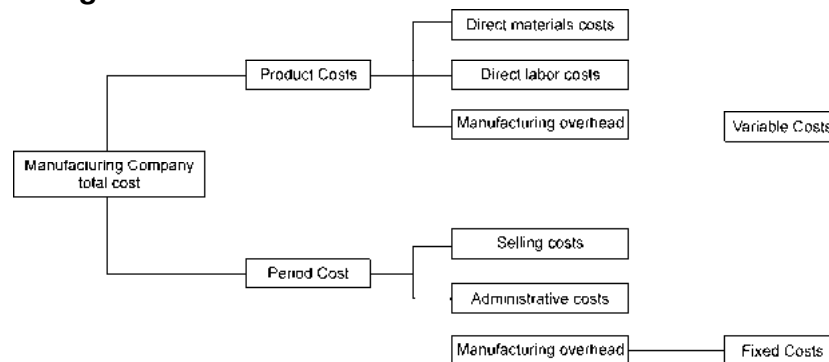 Direct materials costs
Product Costs
Direct labor costs
Manufacturing overhead
Variable Costs
Manufacturing Company
total cost
Selling costs
Period Cost
Administrative costs
Manufacturing overhead
Fixed Costs